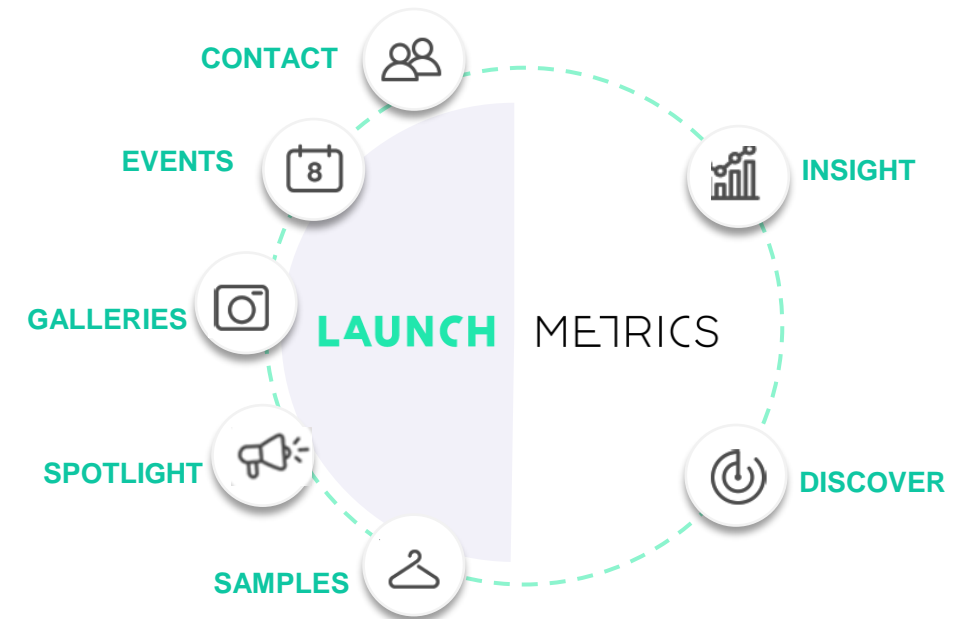 CONTACT
EVENTS
8
INSIGHT
GALLERIES
LAUNCH METRICS
SPOTLIGHT
DISCOVER
SAMPLES